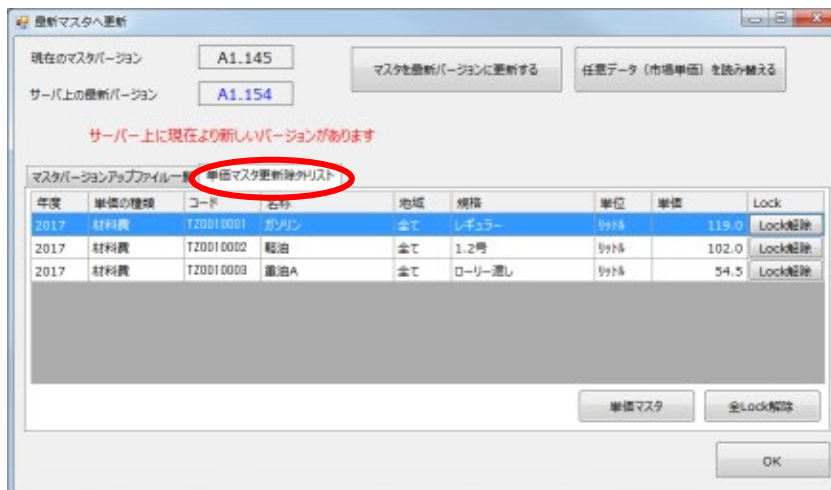 最新マスタへ更新
現在のマスタバージョン A1.145 マスタを最新バージョンに更新する 任意データ（市場単価）を読み替える
サーバ上の最新バージョン A1.154
サーバー上に現在より新しいバージョンがあります
マスタバージョンアップファイル一覧 単価マスタ更新除外リスト
年度 単価の種類 コード 名称 地域 規格 単位 単価 Lock
2017 材料費 TZ0010001 ガソリン 全て レギュラー リットル 119.0 Lock解除
2017 材料費 TZ0010002 軽油 全て 1.2号 リットル 102.0 Lock解除
2017 材料費 TZ0010003 重油A 全て ローリー渡し リットル 54.5 Lock解除
単価マスタ 全Lock解除
OK